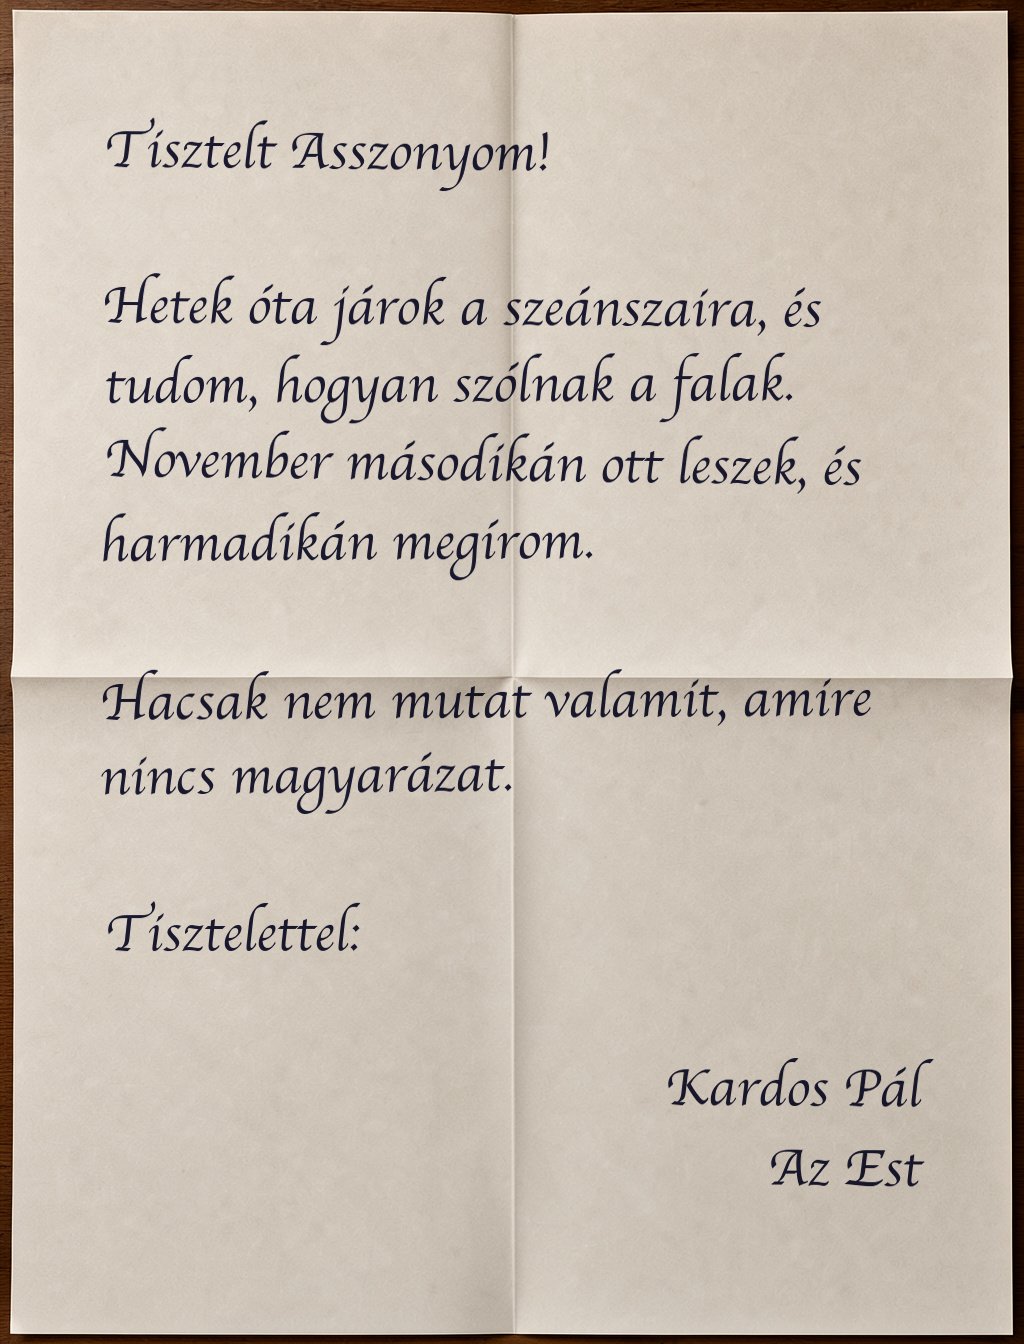 Tisztelt Asszonyom!
Hetek óta járok a szeánszaira, és
tudom, hogyan szólnak a falak.
November másodikán ott leszek, és
harmadikán megírom.
Hacsak nem mutat valamit, amire
nincs magyarázat.
Tisztelettel:
Kardos Pál
Az Est